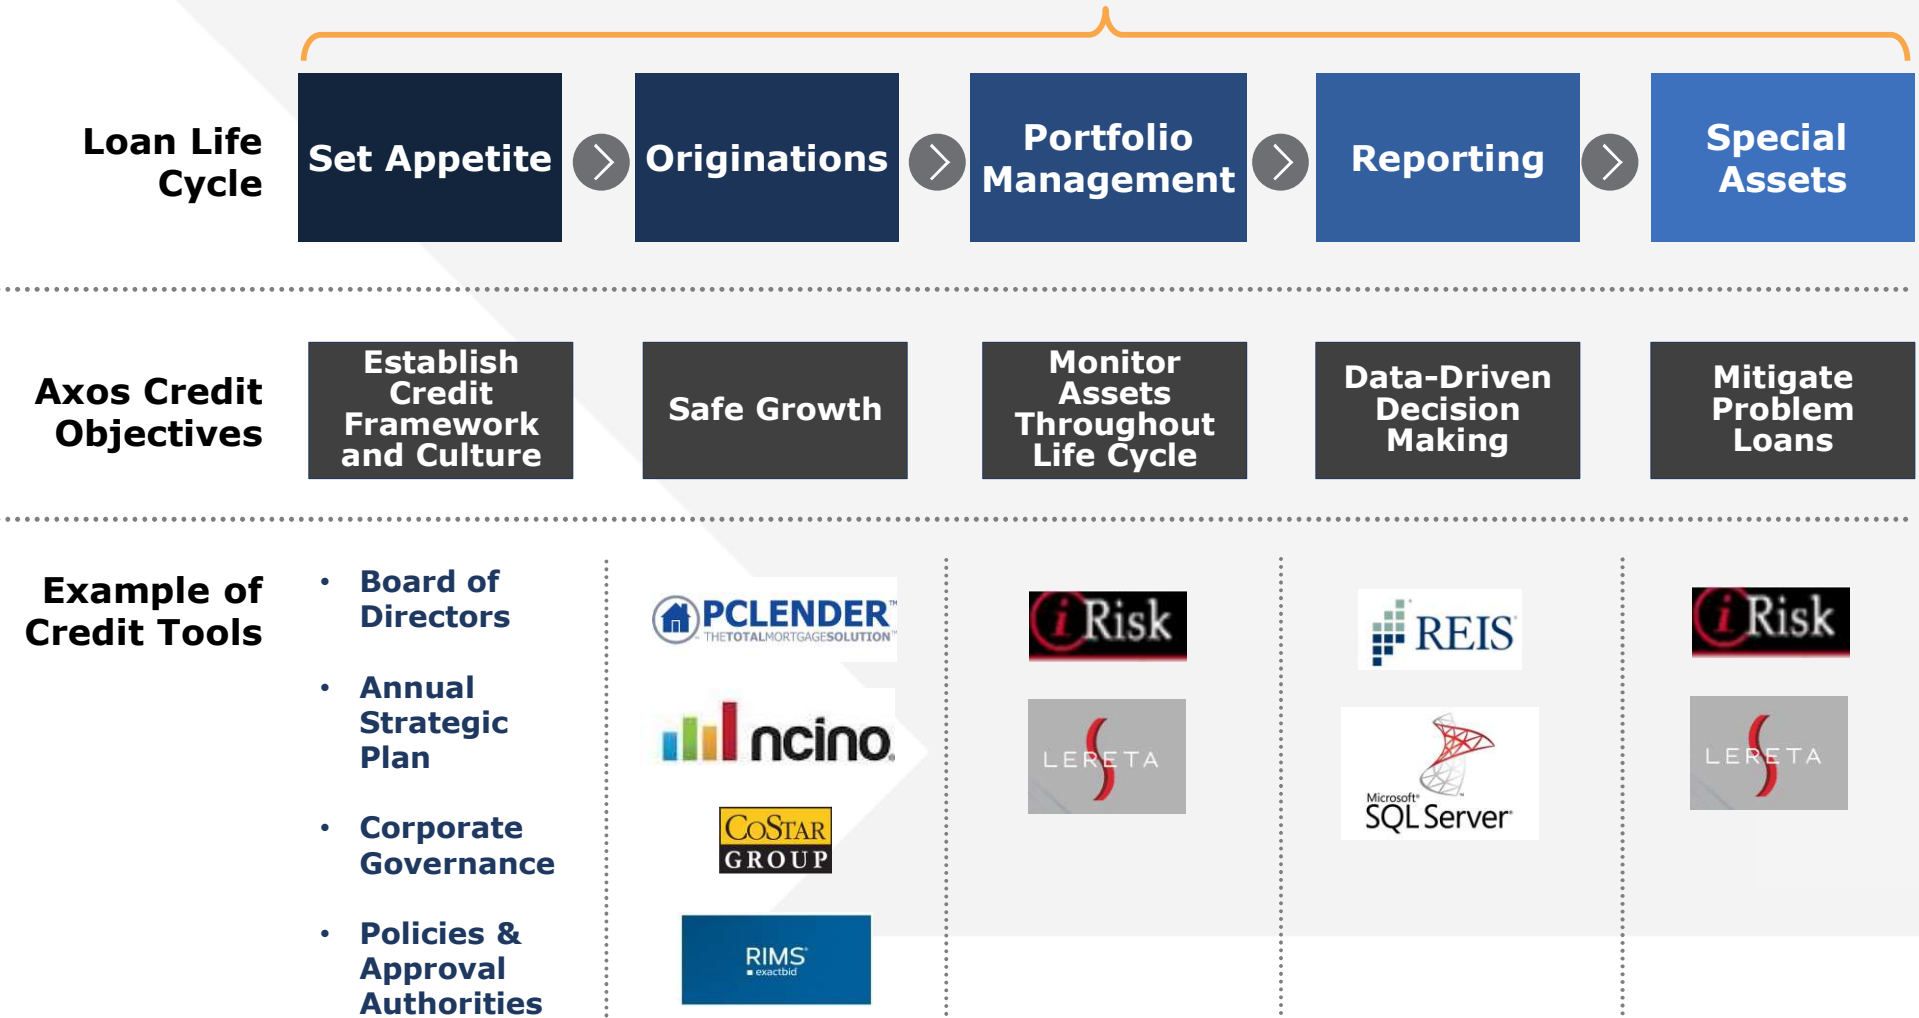 Loan Life
Cycle
Set Appetite
Originations
Portfolio
Management
Reporting
Special
Assets
Axos Credit
Objectives
Establish
Credit
Framework
and Culture
Safe Growth
Monitor
Assets
Throughout
Life Cycle
Data-Driven
Decision
Making
Mitigate
Problem
Loans
Example of
Credit Tools
• Board of
Directors
• Annual
Strategic
Plan
• Corporate
Governance
• Policies &
Approval
Authorities
PCLENDER™
THETOTALMORTGAGESOLUTION™
ncino®
COSTAR
GROUP
RIMS®
exactbid
iRisk
LERETA
REIS
Microsoft®
SQL Server®
iRisk
LERETA